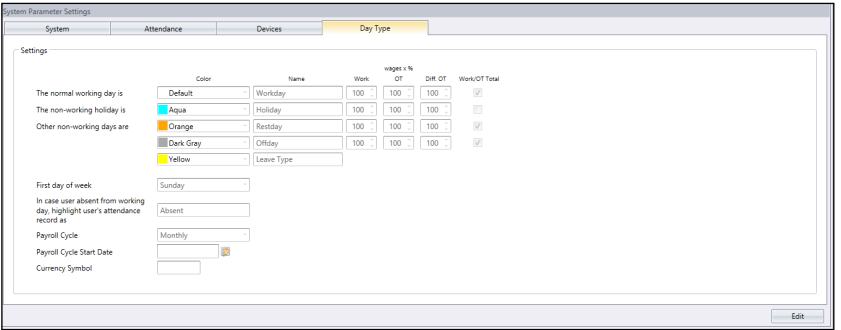 System Parameter Settings
System Attendance Devices Day Type
Settings
wages x %
Color Name Work OT Diff. OT Work/OT Total
The normal working day is Default Workday 100 100 100
The non-working holiday is Aqua Holiday 100 100 100
Other non-working days are Orange Restday 100 100 100
Dark Gray Offday 100 100 100
Yellow Leave Type
First day of week Sunday
In case user absent from working
day, highlight user's attendance Absent
record as
Payroll Cycle Monthly
Payroll Cycle Start Date
Currency Symbol
Edit